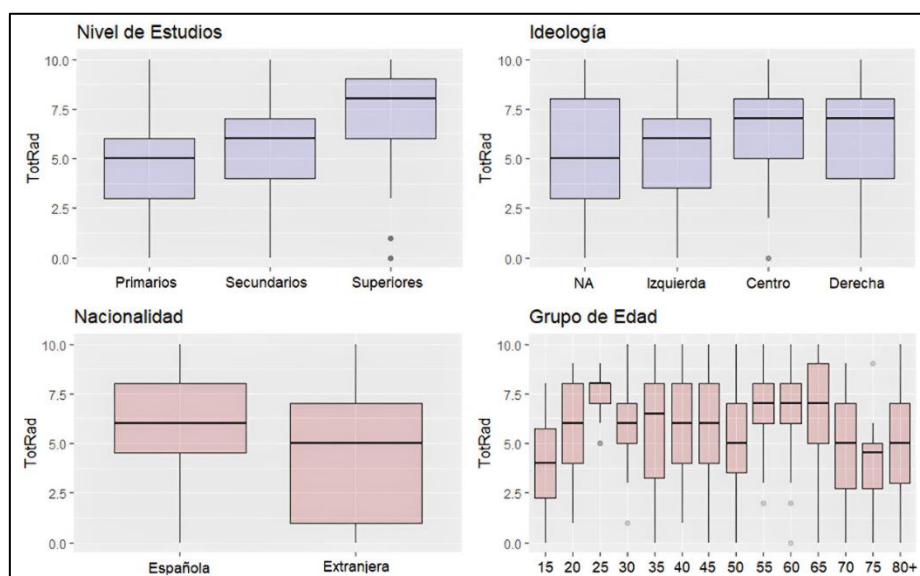 Nivel de Estudios
10.0
7.5
5.0
2.5
0.0
TotRad
Primarios Secundarios Superiores
Ideología
10.0
7.5
5.0
2.5
0.0
TotRad
NA Izquierda Centro Derecha
Nacionalidad
10.0
7.5
5.0
2.5
0.0
TotRad
Española Extranjera
Grupo de Edad
10.0
7.5
5.0
2.5
0.0
TotRad
15 20 25 30 35 40 45 50 55 60 65 70 75 80+